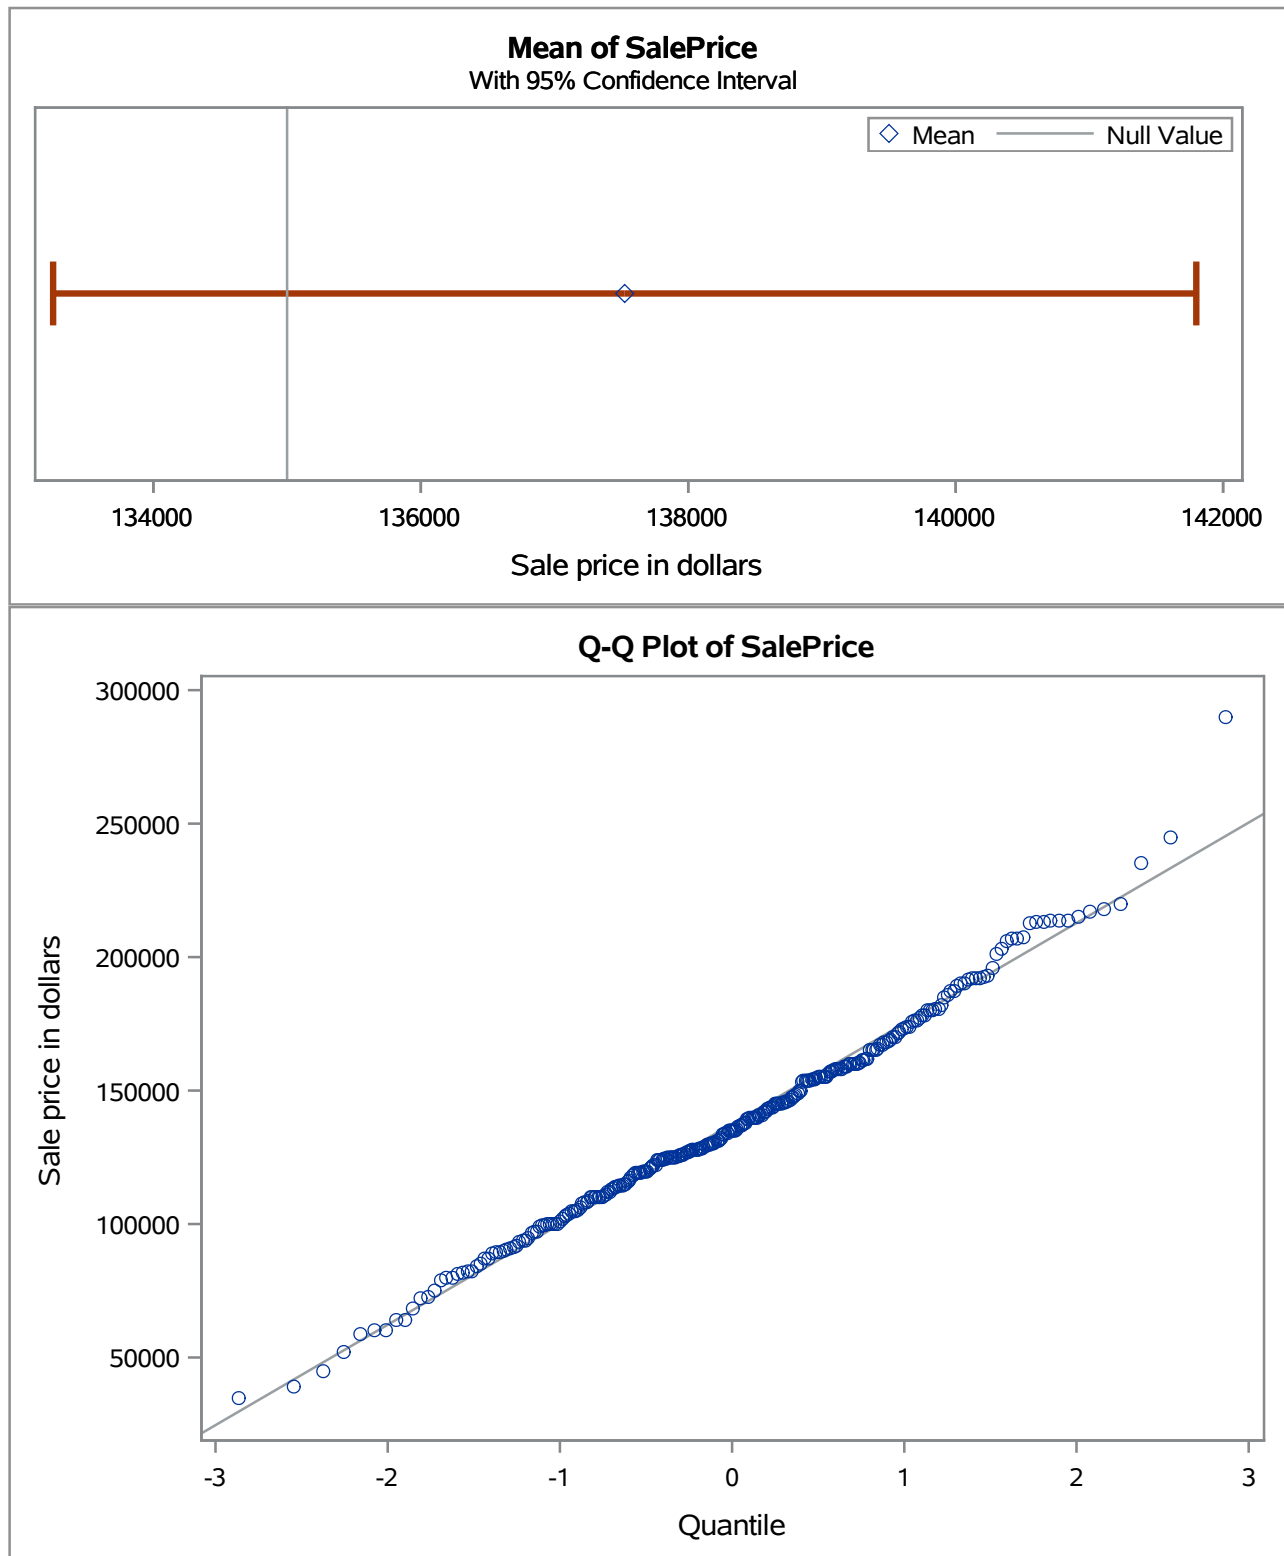 Mean of SalePrice
With 95% Confidence Interval
Mean Null Value
134000 136000 138000 140000 142000
Sale price in dollars
Q-Q Plot of SalePrice
300000
250000
200000
150000
100000
50000
Sale price in dollars
-3 -2 -1 0 1 2 3
Quantile